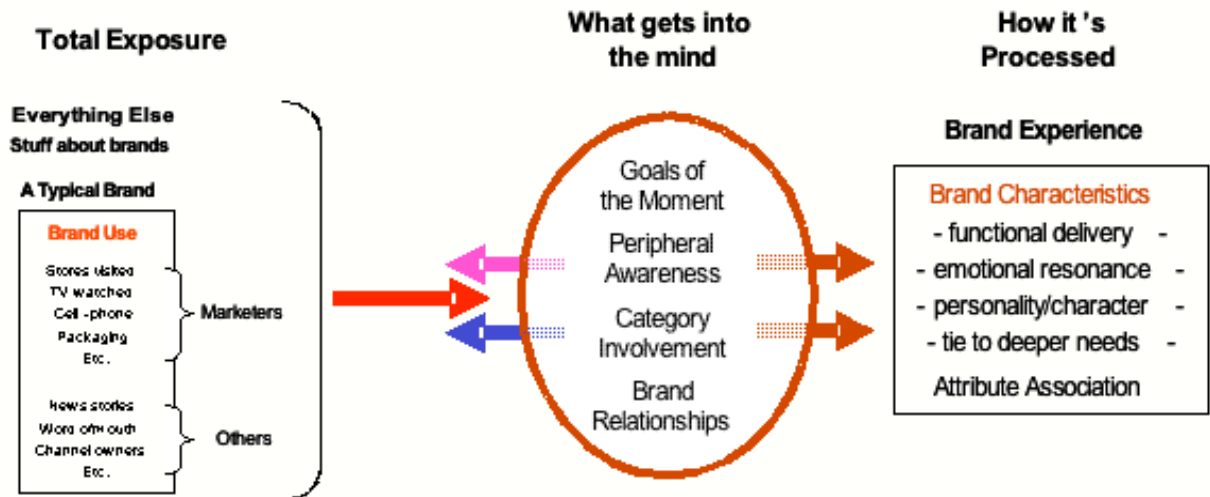 Total Exposure
What gets into
the mind
How it 's
Processed
Everything Else
Stuff about brands
A Typical Brand
Brand Use
Stores visited
TV watched
Cell -phone
Packaging
Etc.
Marketers
News stories
Word of mouth
Channel owners
Etc.
Others
Goals of
the Moment
Peripheral
Awareness
Category
Involvement
Brand
Relationships
Brand Experience
Brand Characteristics
- functional delivery -
- emotional resonance -
- personality/character -
- tie to deeper needs -
Attribute Association